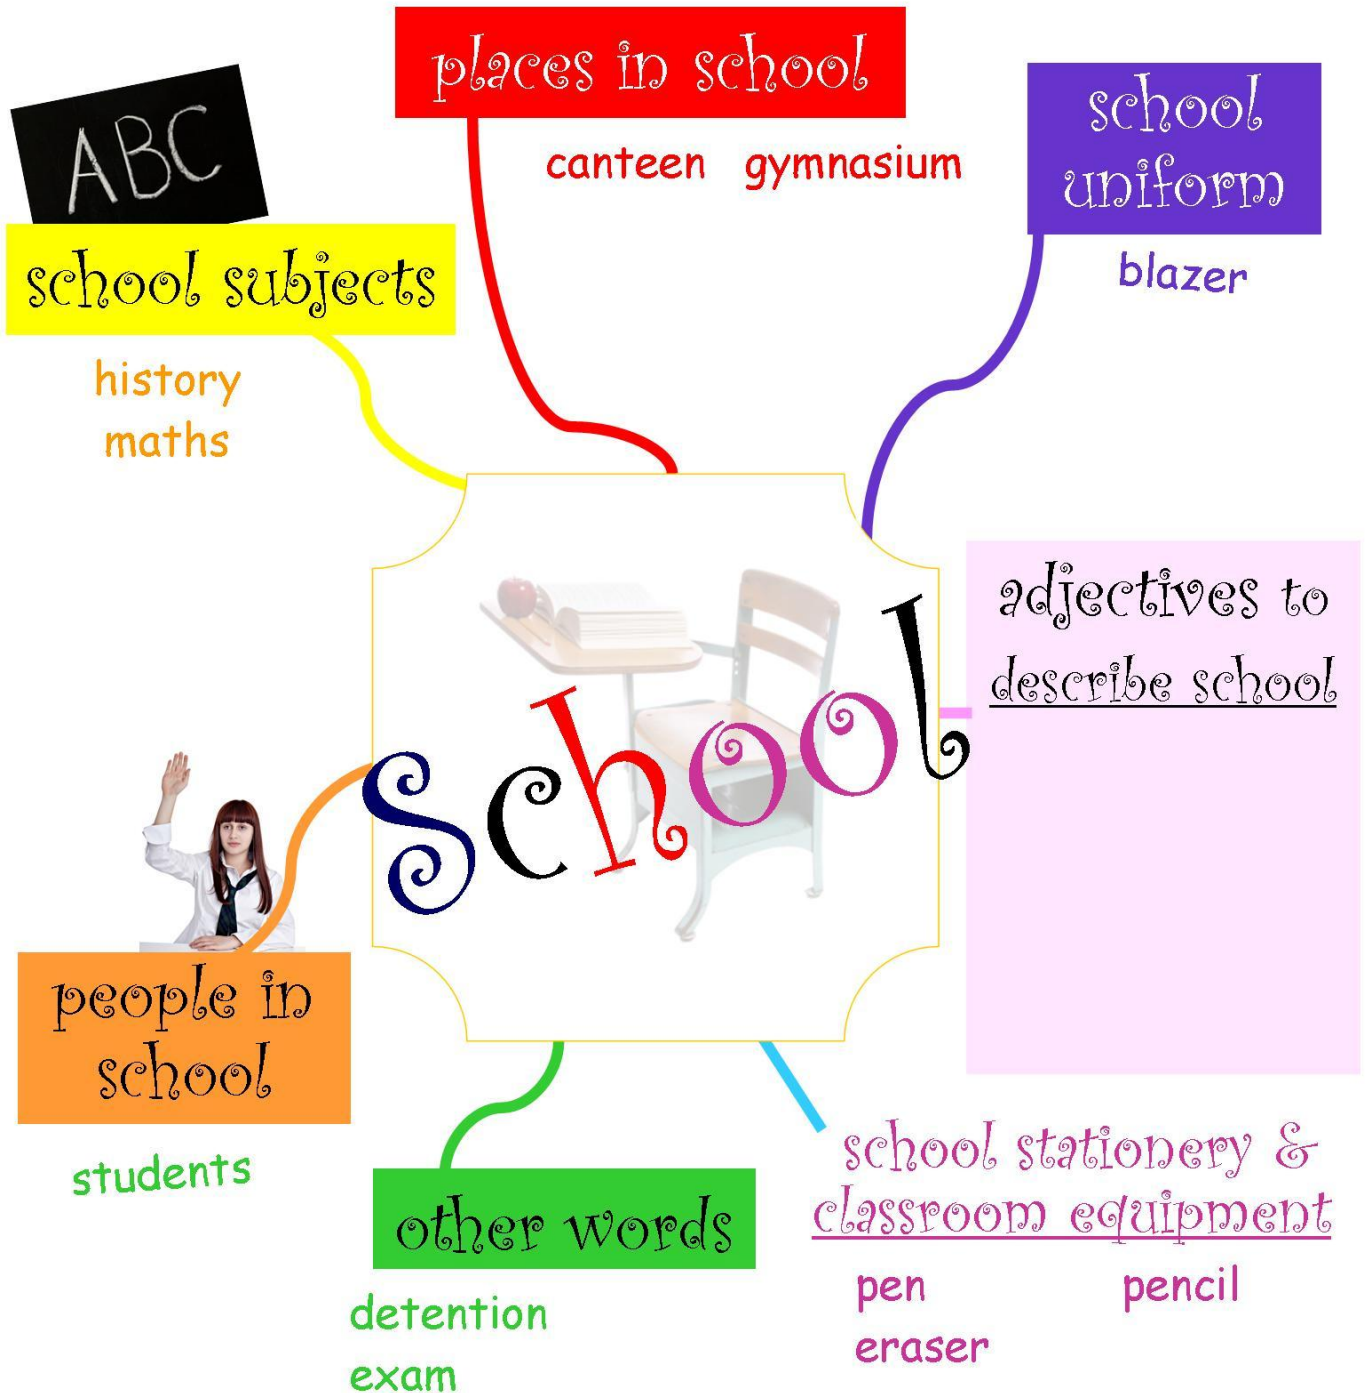 places in school
canteen gymnasium
school
uniform
blazer
ABC
school subjects
history
maths
adjectives to
describe school
School
people in
school
students
other words
detention
exam
school stationery &
classroom equipment
pen pencil
eraser